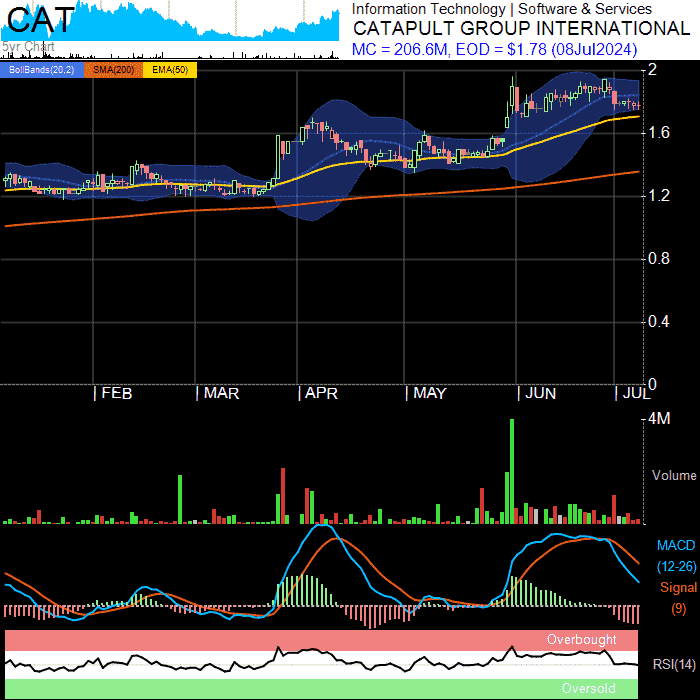 CAT
Information Technology | Software & Services
CATAPULT GROUP INTERNATIONAL
MC = 206.6M, EOD = $1.78 (08Jul2024)
5yr Chart
BollBands(20,2) SMA(200) EMA(50)
2
1.6
1.2
0.8
0.4
0
| FEB | MAR | APR | MAY | JUN | JUL
4M
Volume
MACD
(12-26)
Signal
(9)
Overbought
RSI(14)
Oversold